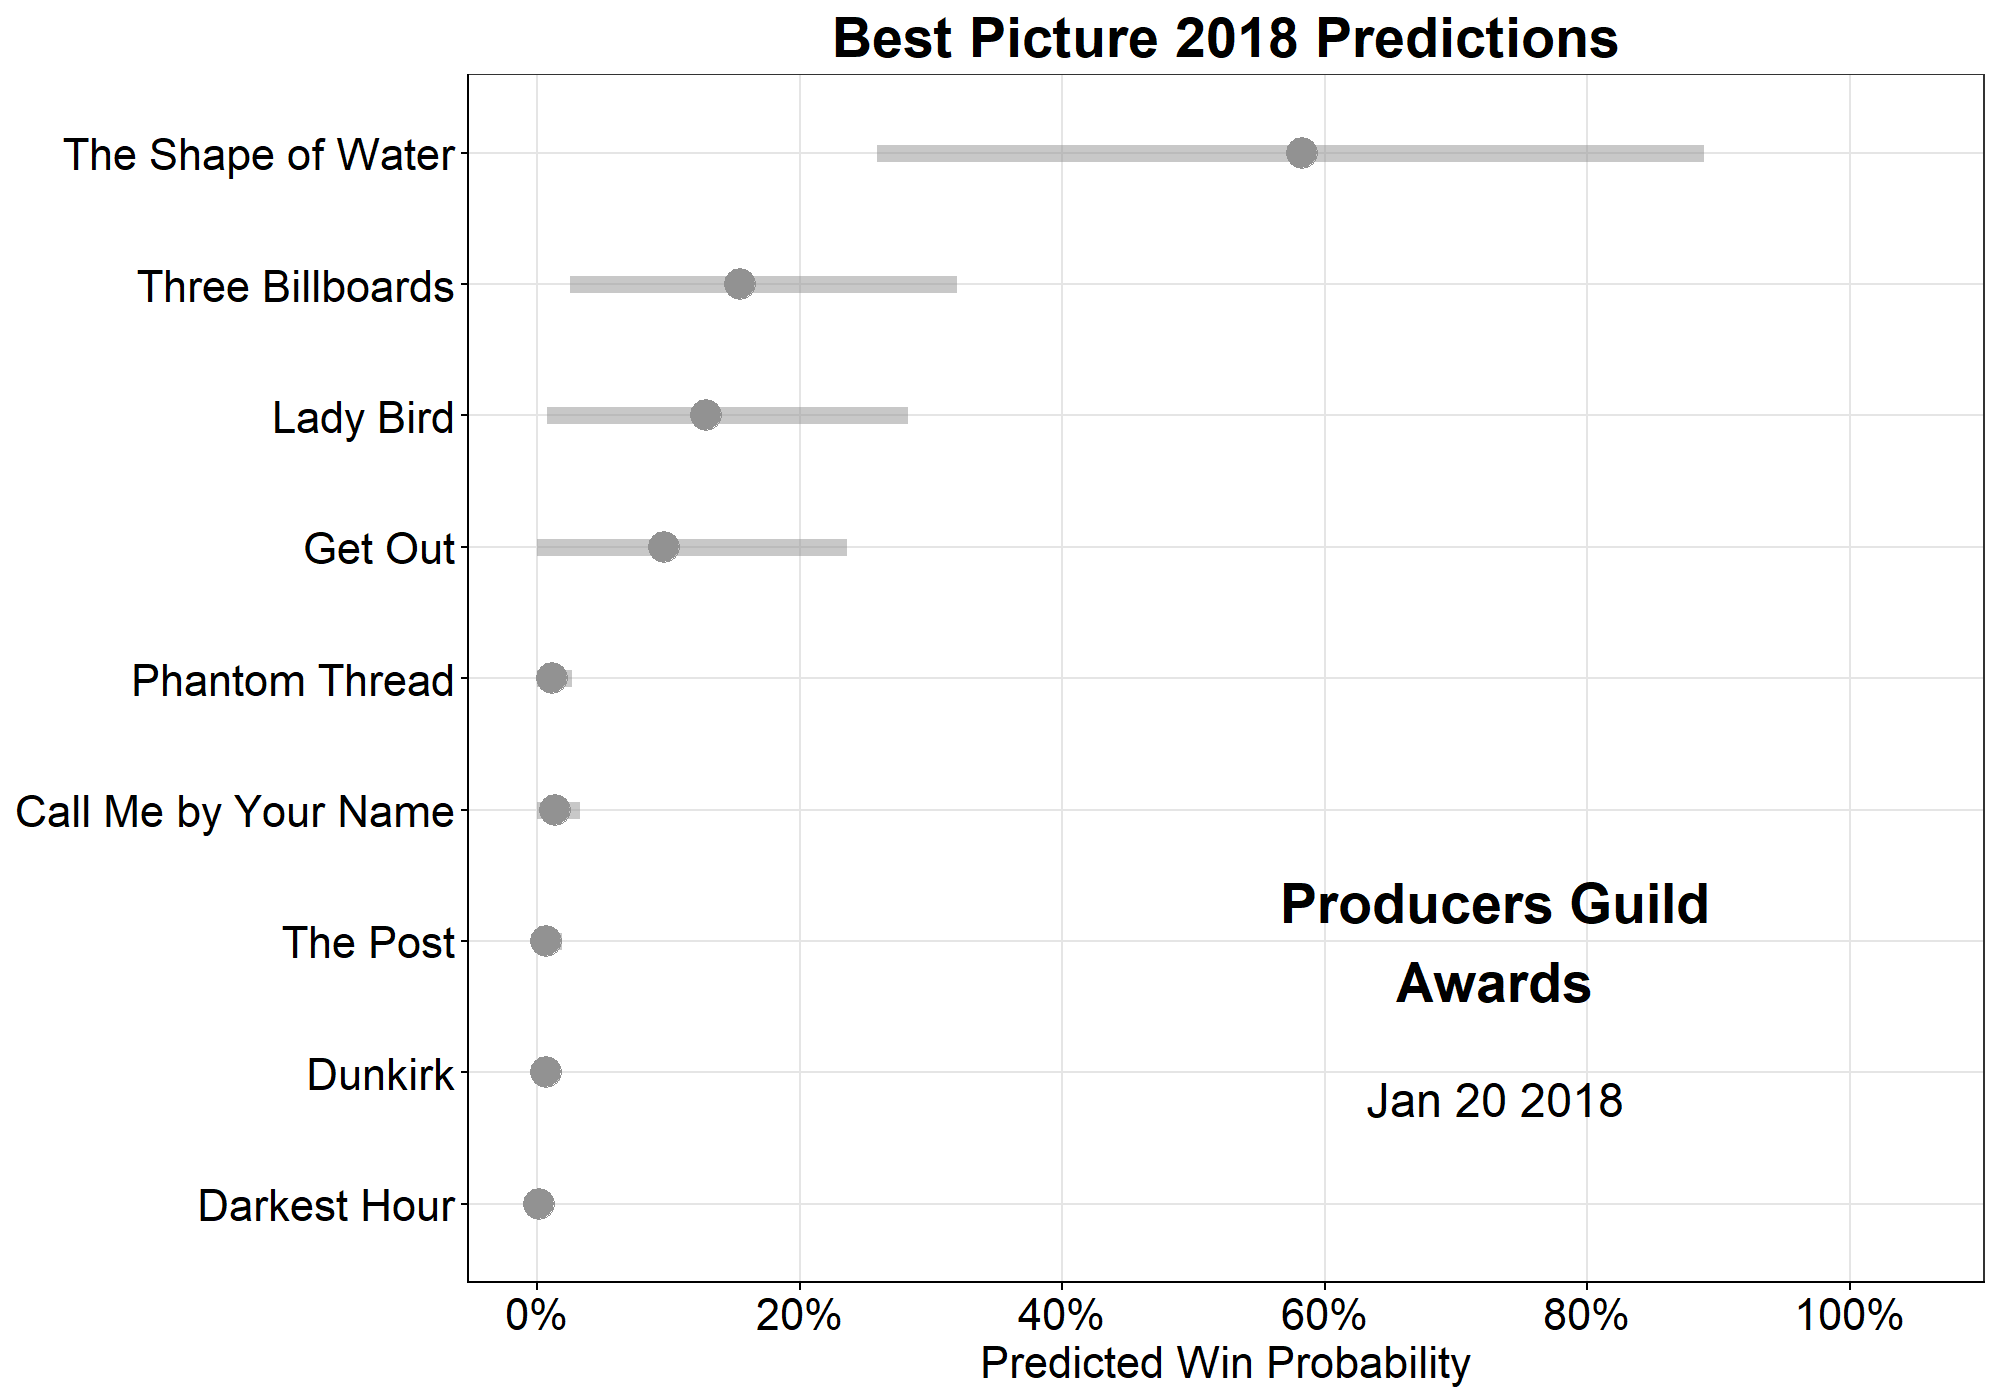 Best Picture 2018 Predictions
The Shape of Water
Three Billboards
Lady Bird
Get Out
Phantom Thread
Call Me by Your Name
The Post
Dunkirk
Darkest Hour
Producers Guild
Awards
Jan 20 2018
0% 20% 40% 60% 80% 100%
Predicted Win Probability